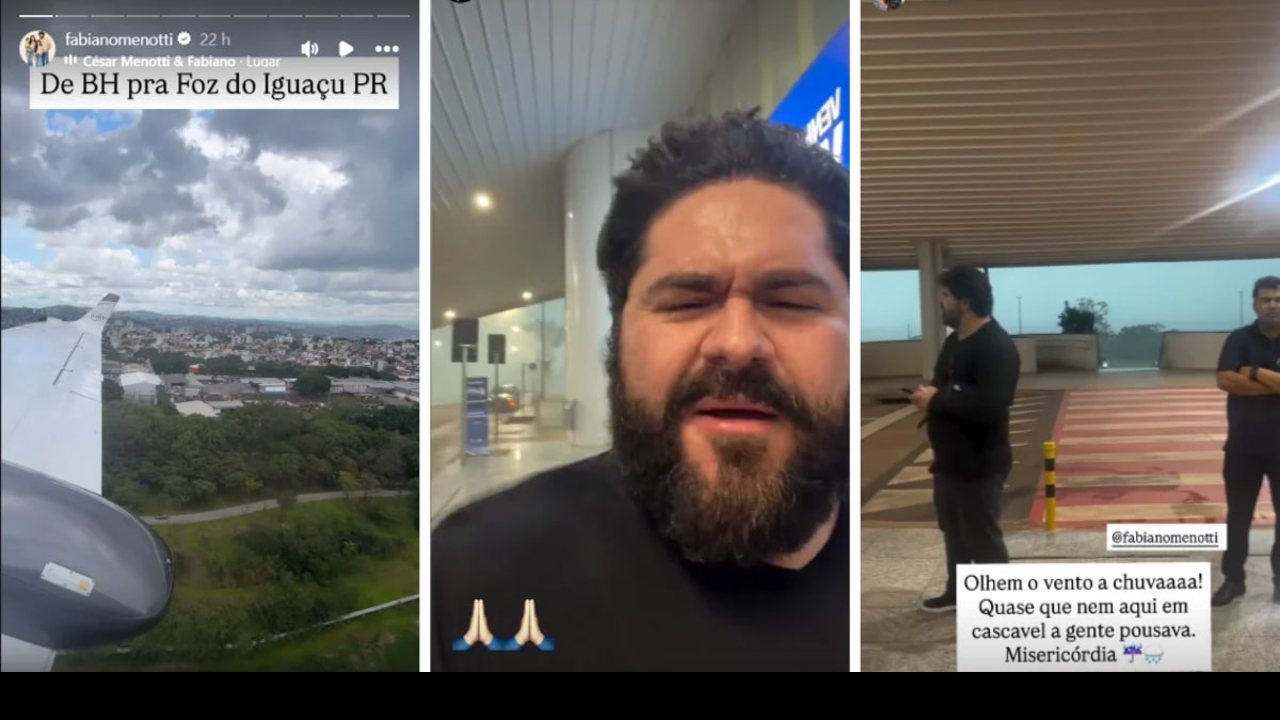 fabianomenotti 22 h
César Menotti & Fabiano · Lugar
De BH pra Foz do Iguaçu PR
@fabianomenotti
Olhem o vento a chuvaaaa!
Quase que nem aqui em
cascavel a gente pousava.
Misericórdia ☔🌧️